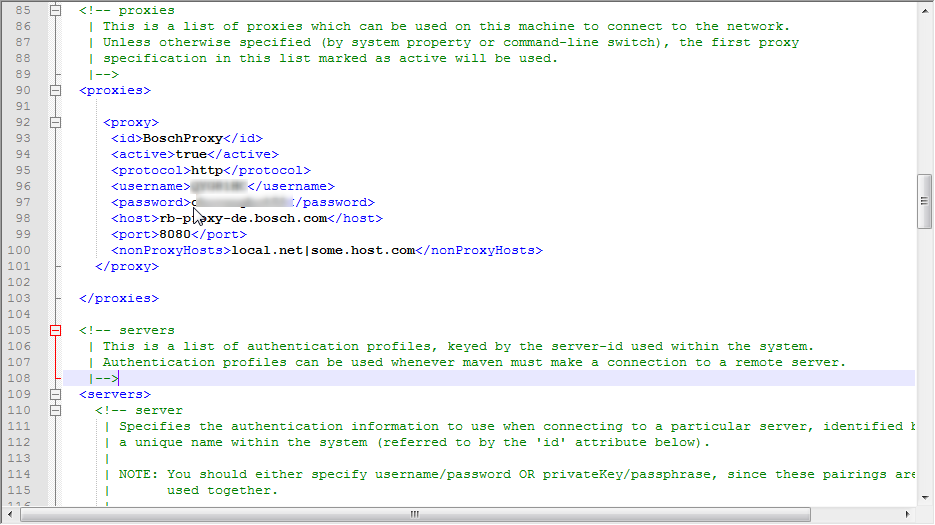 85 <!-- proxies
86 | This is a list of proxies which can be used on this machine to connect to the network.
87 | Unless otherwise specified (by system property or command-line switch), the first proxy
88 | specification in this list marked as active will be used.
89 |-->
90 <proxies>
91
92 <proxy>
93 <id>BoschProxy</id>
94 <active>true</active>
95 <protocol>http</protocol>
96 <username></username>
97 <password></password>
98 <host>rb-proxy-de.bosch.com</host>
99 <port>8080</port>
100 <nonProxyHosts>local.net|some.host.com</nonProxyHosts>
101 </proxy>
102
103 </proxies>
104
105 <!-- servers
106 | This is a list of authentication profiles, keyed by the server-id used within the system.
107 | Authentication profiles can be used whenever maven must make a connection to a remote server.
108 |-->
109 <servers>
110 <!-- server
111 | Specifies the authentication information to use when connecting to a particular server, identified
112 | a unique name within the system (referred to by the 'id' attribute below).
113 |
114 | NOTE: You should either specify username/password OR privateKey/passphrase, since these pairings are
115 | used together.